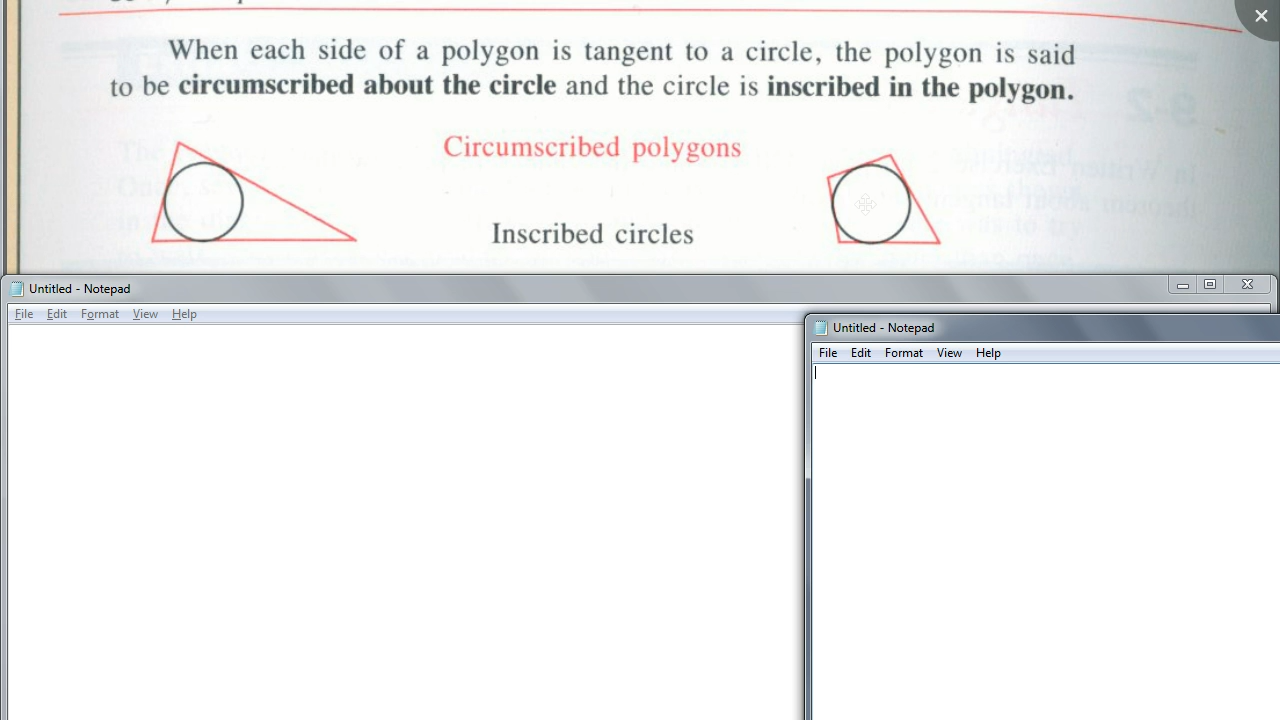 When each side of a polygon is tangent to a circle, the polygon is said
to be circumscribed about the circle and the circle is inscribed in the polygon.
Circumscribed polygons
Inscribed circles
Untitled - Notepad
File Edit Format View Help
Untitled - Notepad
File Edit Format View Help